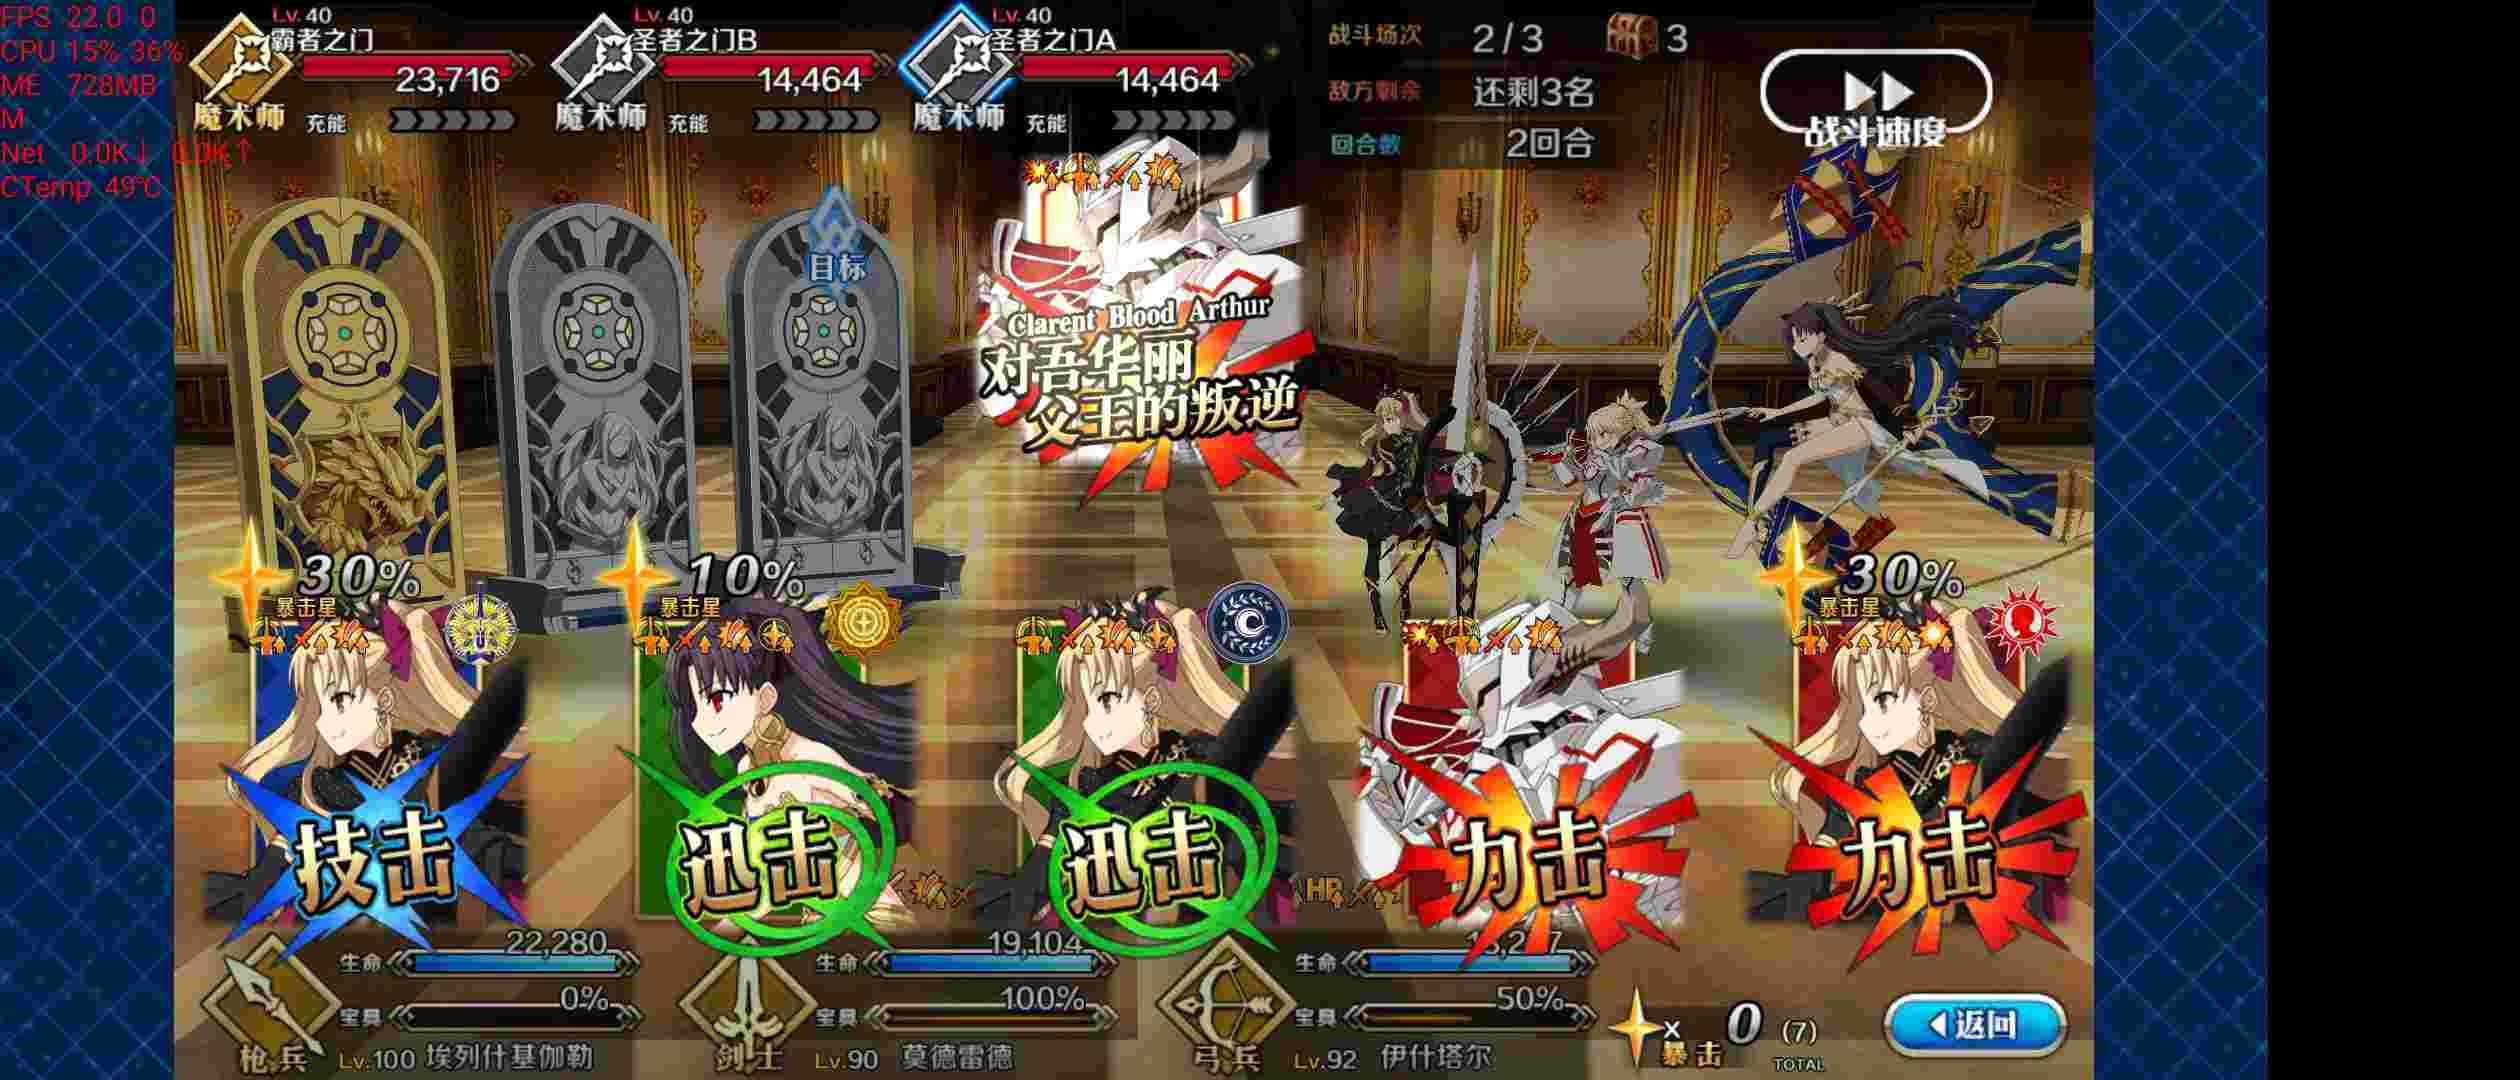 FPS 22.0 0
CPU 15% 36%
ME 728MB
M
Net 0.0K↓ 0.0K↑
CTemp 49℃
Lv.40
霸者之门
23,716
魔术师
充能
Lv.40
圣者之门B
14,464
魔术师
充能
Lv.40
圣者之门A
14,464
魔术师
充能
战斗场次 2/3 3
敌方剩余 还剩3名
回合数 2回合
战斗速度
目标
Clarent Blood Arthur
对吾华丽
父王的叛逆
30%
暴击星
10%
暴击星
30%
暴击星
技击
迅击
迅击
力击
力击
HP
生命 22,280
宝具 0%
枪兵 Lv.100 埃列什基伽勒
生命 19,104
宝具 100%
剑士 Lv.90 莫德雷德
生命
宝具 50%
弓兵 Lv.92 伊什塔尔
x 0 (7)
暴击 TOTAL
返回